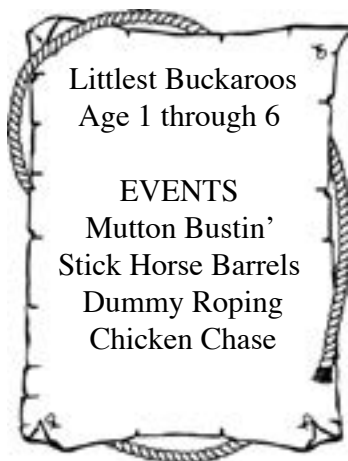 Littlest Buckaroos
Age 1 through 6
EVENTS
Mutton Bustin’
Stick Horse Barrels
Dummy Roping
Chicken Chase